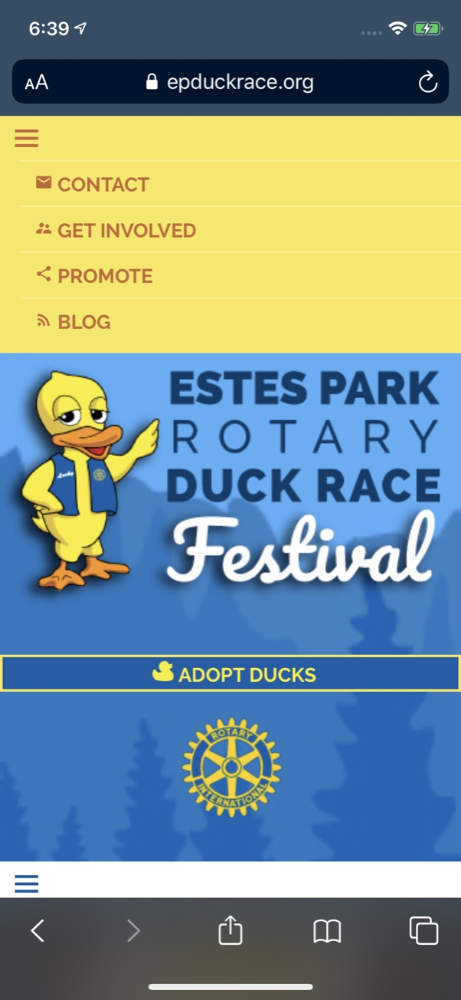 6:39
AA epduckrace.org
CONTACT
GET INVOLVED
PROMOTE
BLOG
ESTES PARK
ROTARY
DUCK RACE
Festival
Lucky
ADOPT DUCKS
ROTARY
INTERNATIONAL